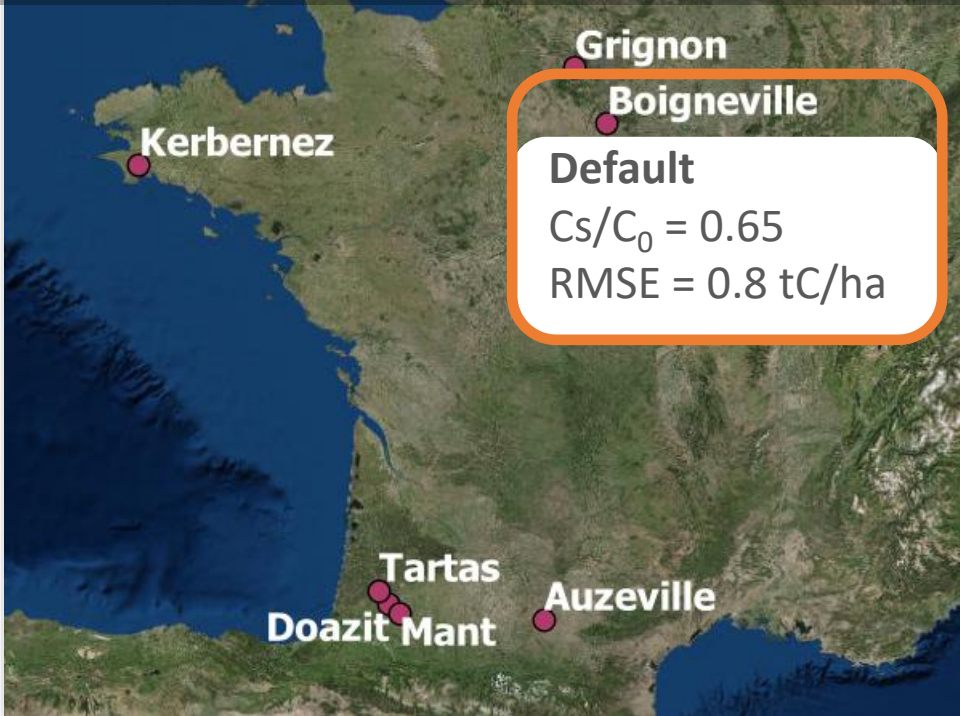 Grignon
Boigneville
Kerbernez
Default
Cs/C₀ = 0.65
RMSE = 0.8 tC/ha
Tartas
Auzeville
Doazit Mant